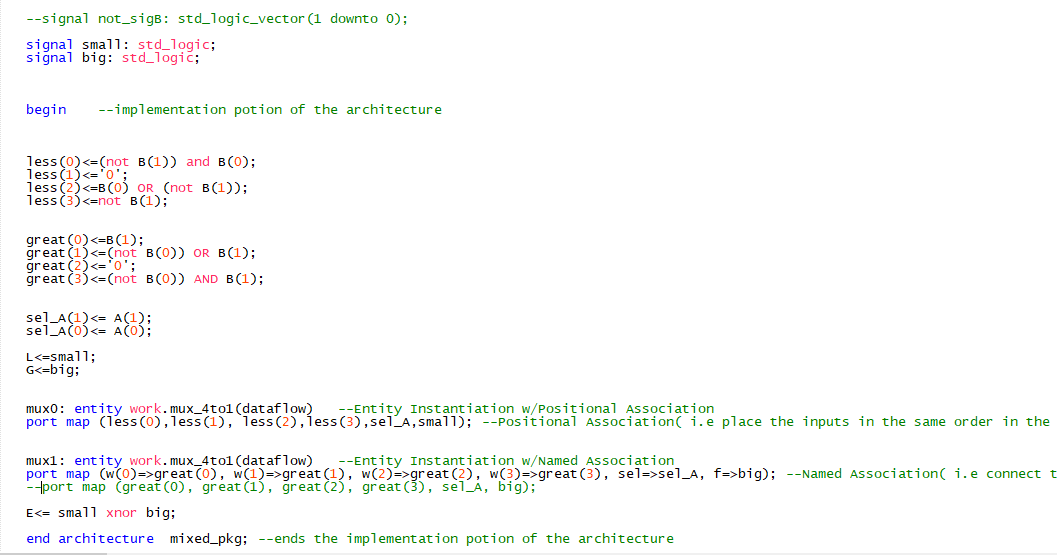 --signal not_sigB: std_logic_vector(1 downto 0);
signal small: std_logic;
signal big: std_logic;
begin    --implementation potion of the architecture
less(0)<=(not B(1)) and B(0);
less(1)<='0';
less(2)<=B(0) OR (not B(1));
less(3)<=not B(1);
great(0)<=B(1);
great(1)<=(not B(0)) OR B(1);
great(2)<='0';
great(3)<=(not B(0)) AND B(1);
sel_A(1)<= A(1);
sel_A(0)<= A(0);
L<=small;
G<=big;
mux0: entity work.mux_4to1(dataflow)   --Entity Instantiation w/Positional Association
port map (less(0),less(1), less(2),less(3),sel_A,small); --Positional Association( i.e place the inputs in the same order in the
mux1: entity work.mux_4to1(dataflow)   --Entity Instantiation w/Named Association
port map (w(0)=>great(0), w(1)=>great(1), w(2)=>great(2), w(3)=>great(3), sel=>sel_A, f=>big); --Named Association( i.e connect t
--port map (great(0), great(1), great(2), great(3), sel_A, big);
E<= small xnor big;
end architecture  mixed_pkg; --ends the implementation potion of the architecture